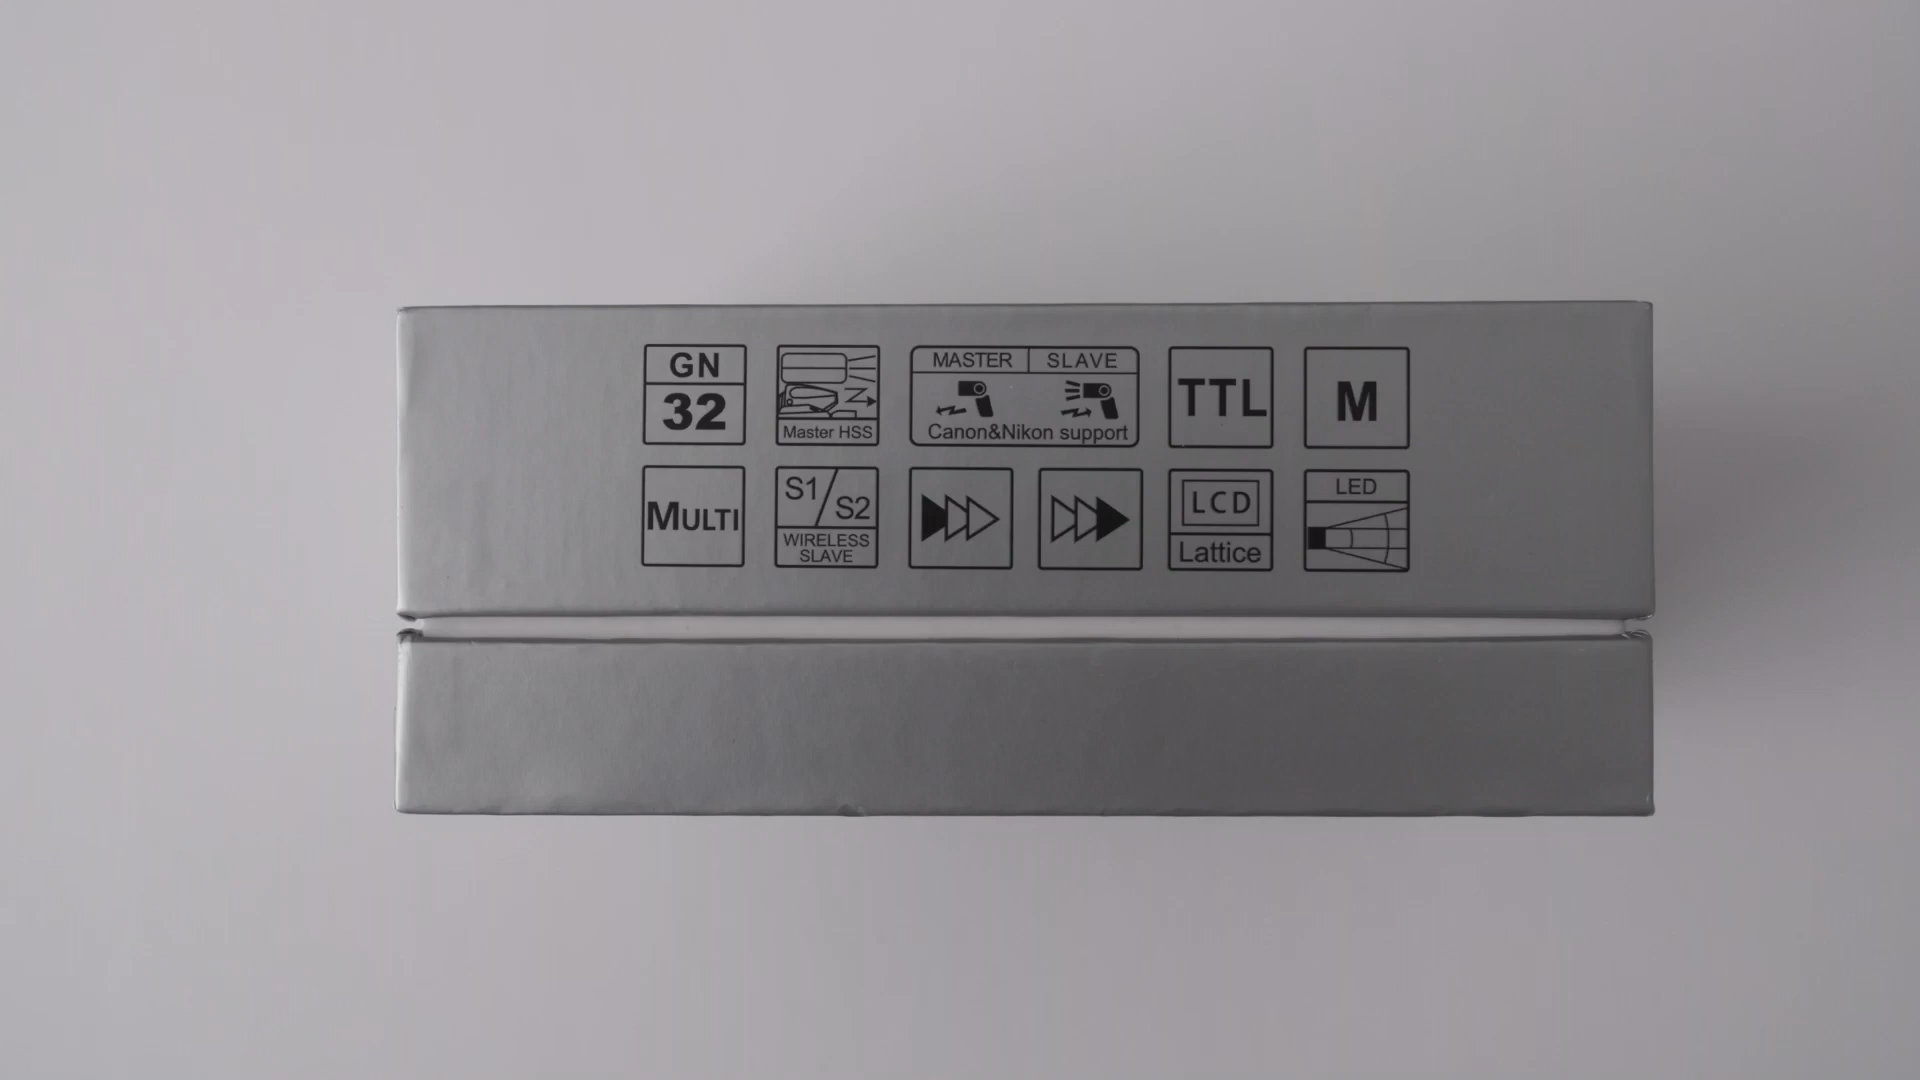 GN
32
Master HSS
MASTER SLAVE
Canon&Nikon support
TTL
M
MULTI
S1/S2
WIRELESS
SLAVE
LCD
Lattice
LED